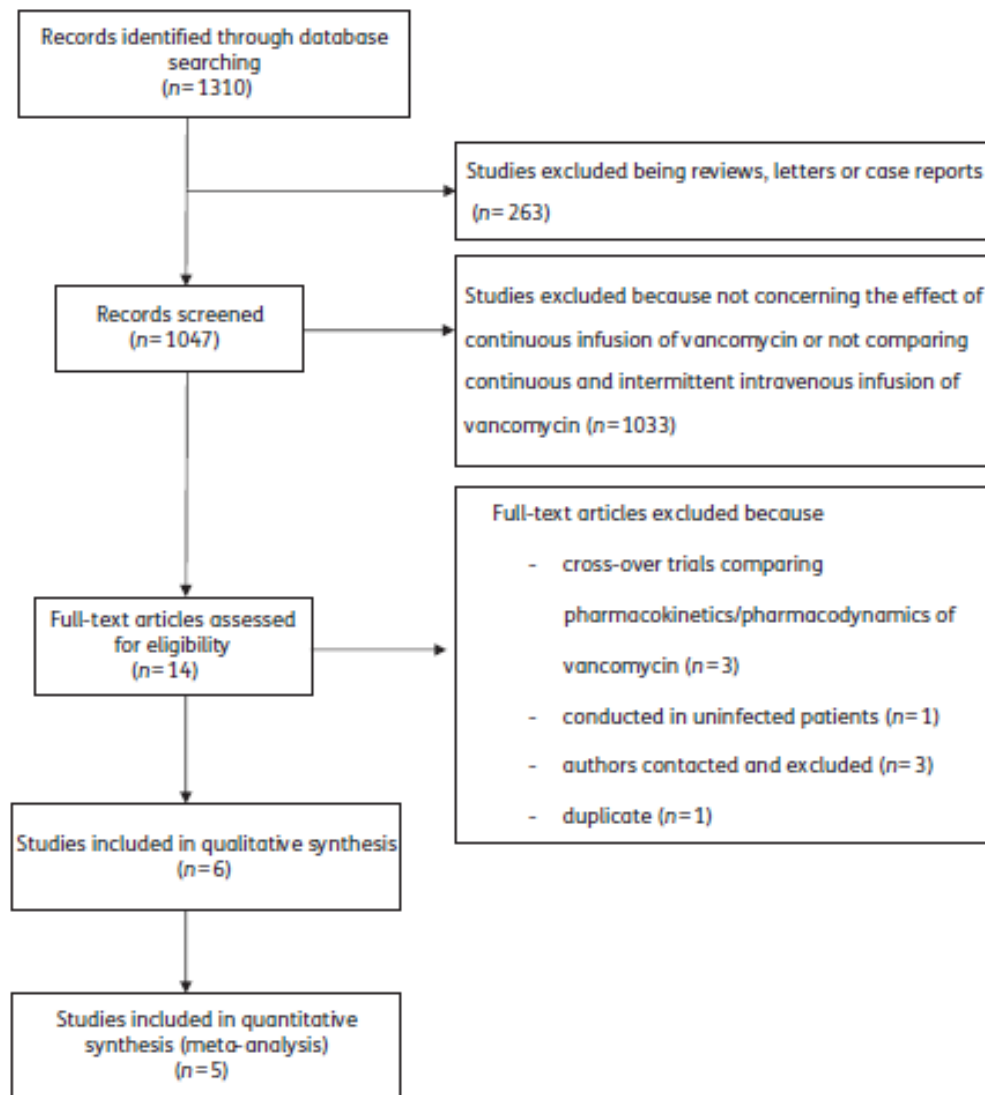 Records identified through database
searching
(n=1310)
Studies excluded being reviews, letters or case reports
(n=263)
Records screened
(n=1047)
Studies excluded because not concerning the effect of
continuous infusion of vancomycin or not comparing
continuous and intermittent intravenous infusion of
vancomycin (n=1033)
Full-text articles assessed
for eligibility
(n=14)
Full-text articles excluded because
- cross-over trials comparing
pharmacokinetics/pharmacodynamics of
vancomycin (n=3)
- conducted in uninfected patients (n=1)
- authors contacted and excluded (n=3)
- duplicate (n=1)
Studies included in qualitative synthesis
(n=6)
Studies included in quantitative
synthesis (meta-analysis)
(n=5)